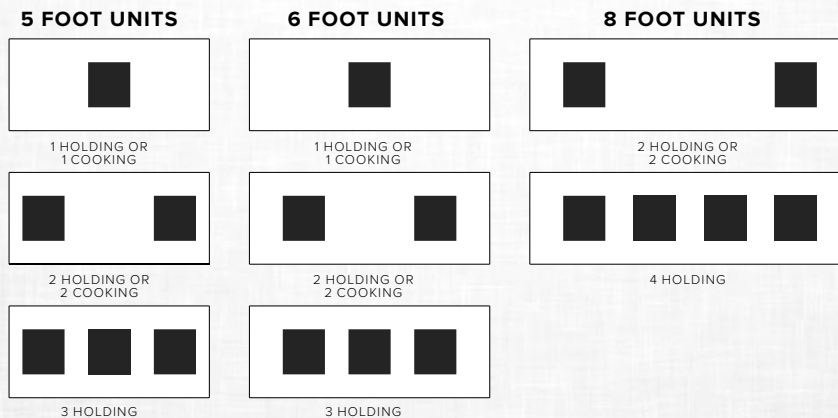 5 FOOT UNITS
6 FOOT UNITS
8 FOOT UNITS
1 HOLDING OR
1 COOKING
1 HOLDING OR
1 COOKING
2 HOLDING OR
2 COOKING
2 HOLDING OR
2 COOKING
2 HOLDING OR
2 COOKING
4 HOLDING
3 HOLDING
3 HOLDING